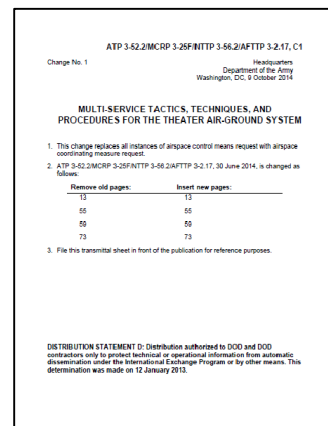 ATP 3-52.2/MCRP 3-25F/NTTP 3-56.2/AFTTP 3-2.17, C1
Change No. 1 Headquarters
Department of the Army
Washington, DC, 9 October 2014
MULTI-SERVICE TACTICS, TECHNIQUES, AND
PROCEDURES FOR THE THEATER AIR-GROUND SYSTEM
1. This change replaces all instances of airspace control means request with airspace
coordinating measure request.
2. ATP 3-52.2/MCRP 3-25F/NTTP 3-56.2/AFTTP 3-2.17, 30 June 2014, is changed as
follows:
Remove old pages: Insert new pages:
13 13
55 55
59 59
73 73
3. File this transmittal sheet in front of the publication for reference purposes.
DISTRIBUTION STATEMENT D: Distribution authorized to DOD and DOD
contractors only to protect technical or operational information from automatic
dissemination under the International Exchange Program or by other means. This
determination was made on 12 January 2013.